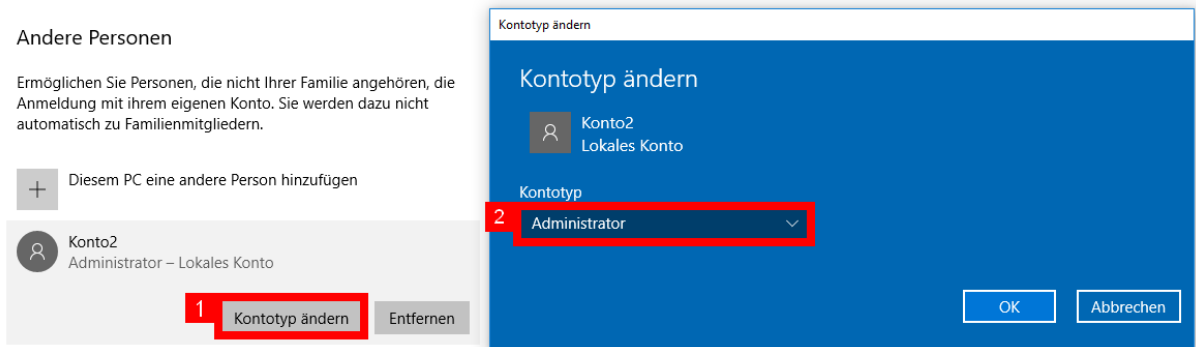 Andere Personen
Ermöglichen Sie Personen, die nicht Ihrer Familie angehören, die
Anmeldung mit ihrem eigenen Konto. Sie werden dazu nicht
automatisch zu Familienmitgliedern.
Diesem PC eine andere Person hinzufügen
Konto2
Administrator – Lokales Konto
1
Kontotyp ändern
Entfernen
Kontotyp ändern
Kontotyp ändern
Konto2
Lokales Konto
Kontotyp
2
Administrator
OK
Abbrechen